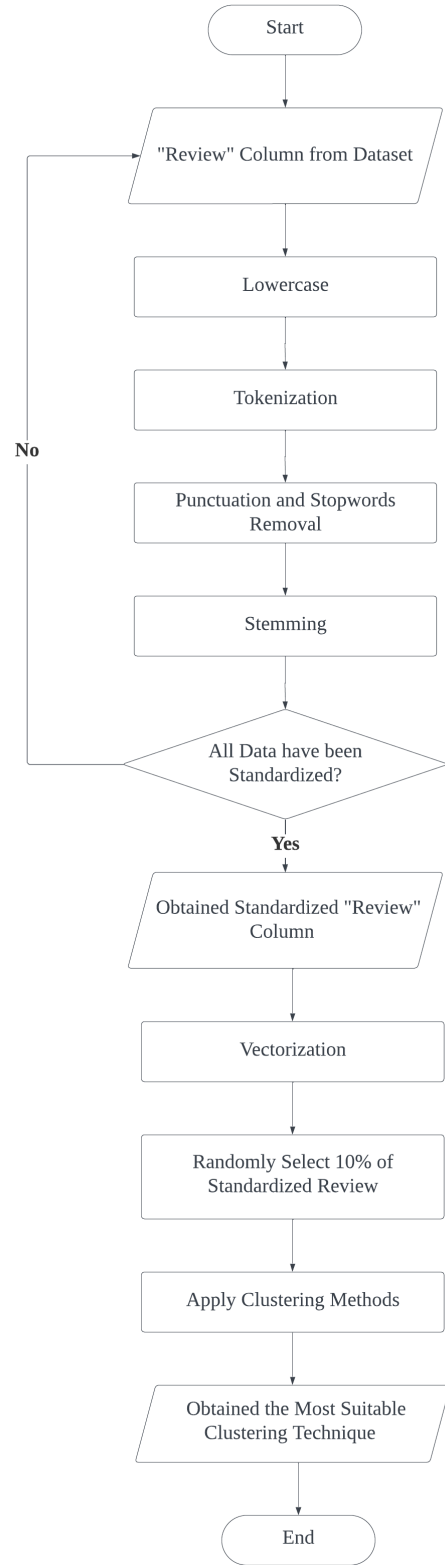 Start
"Review" Column from Dataset
Lowercase
Tokenization
No
Punctuation and Stopwords
Removal
Stemming
All Data have been
Standardized?
Yes
Obtained Standardized "Review"
Column
Vectorization
Randomly Select 10% of
Standardized Review
Apply Clustering Methods
Obtained the Most Suitable
Clustering Technique
End